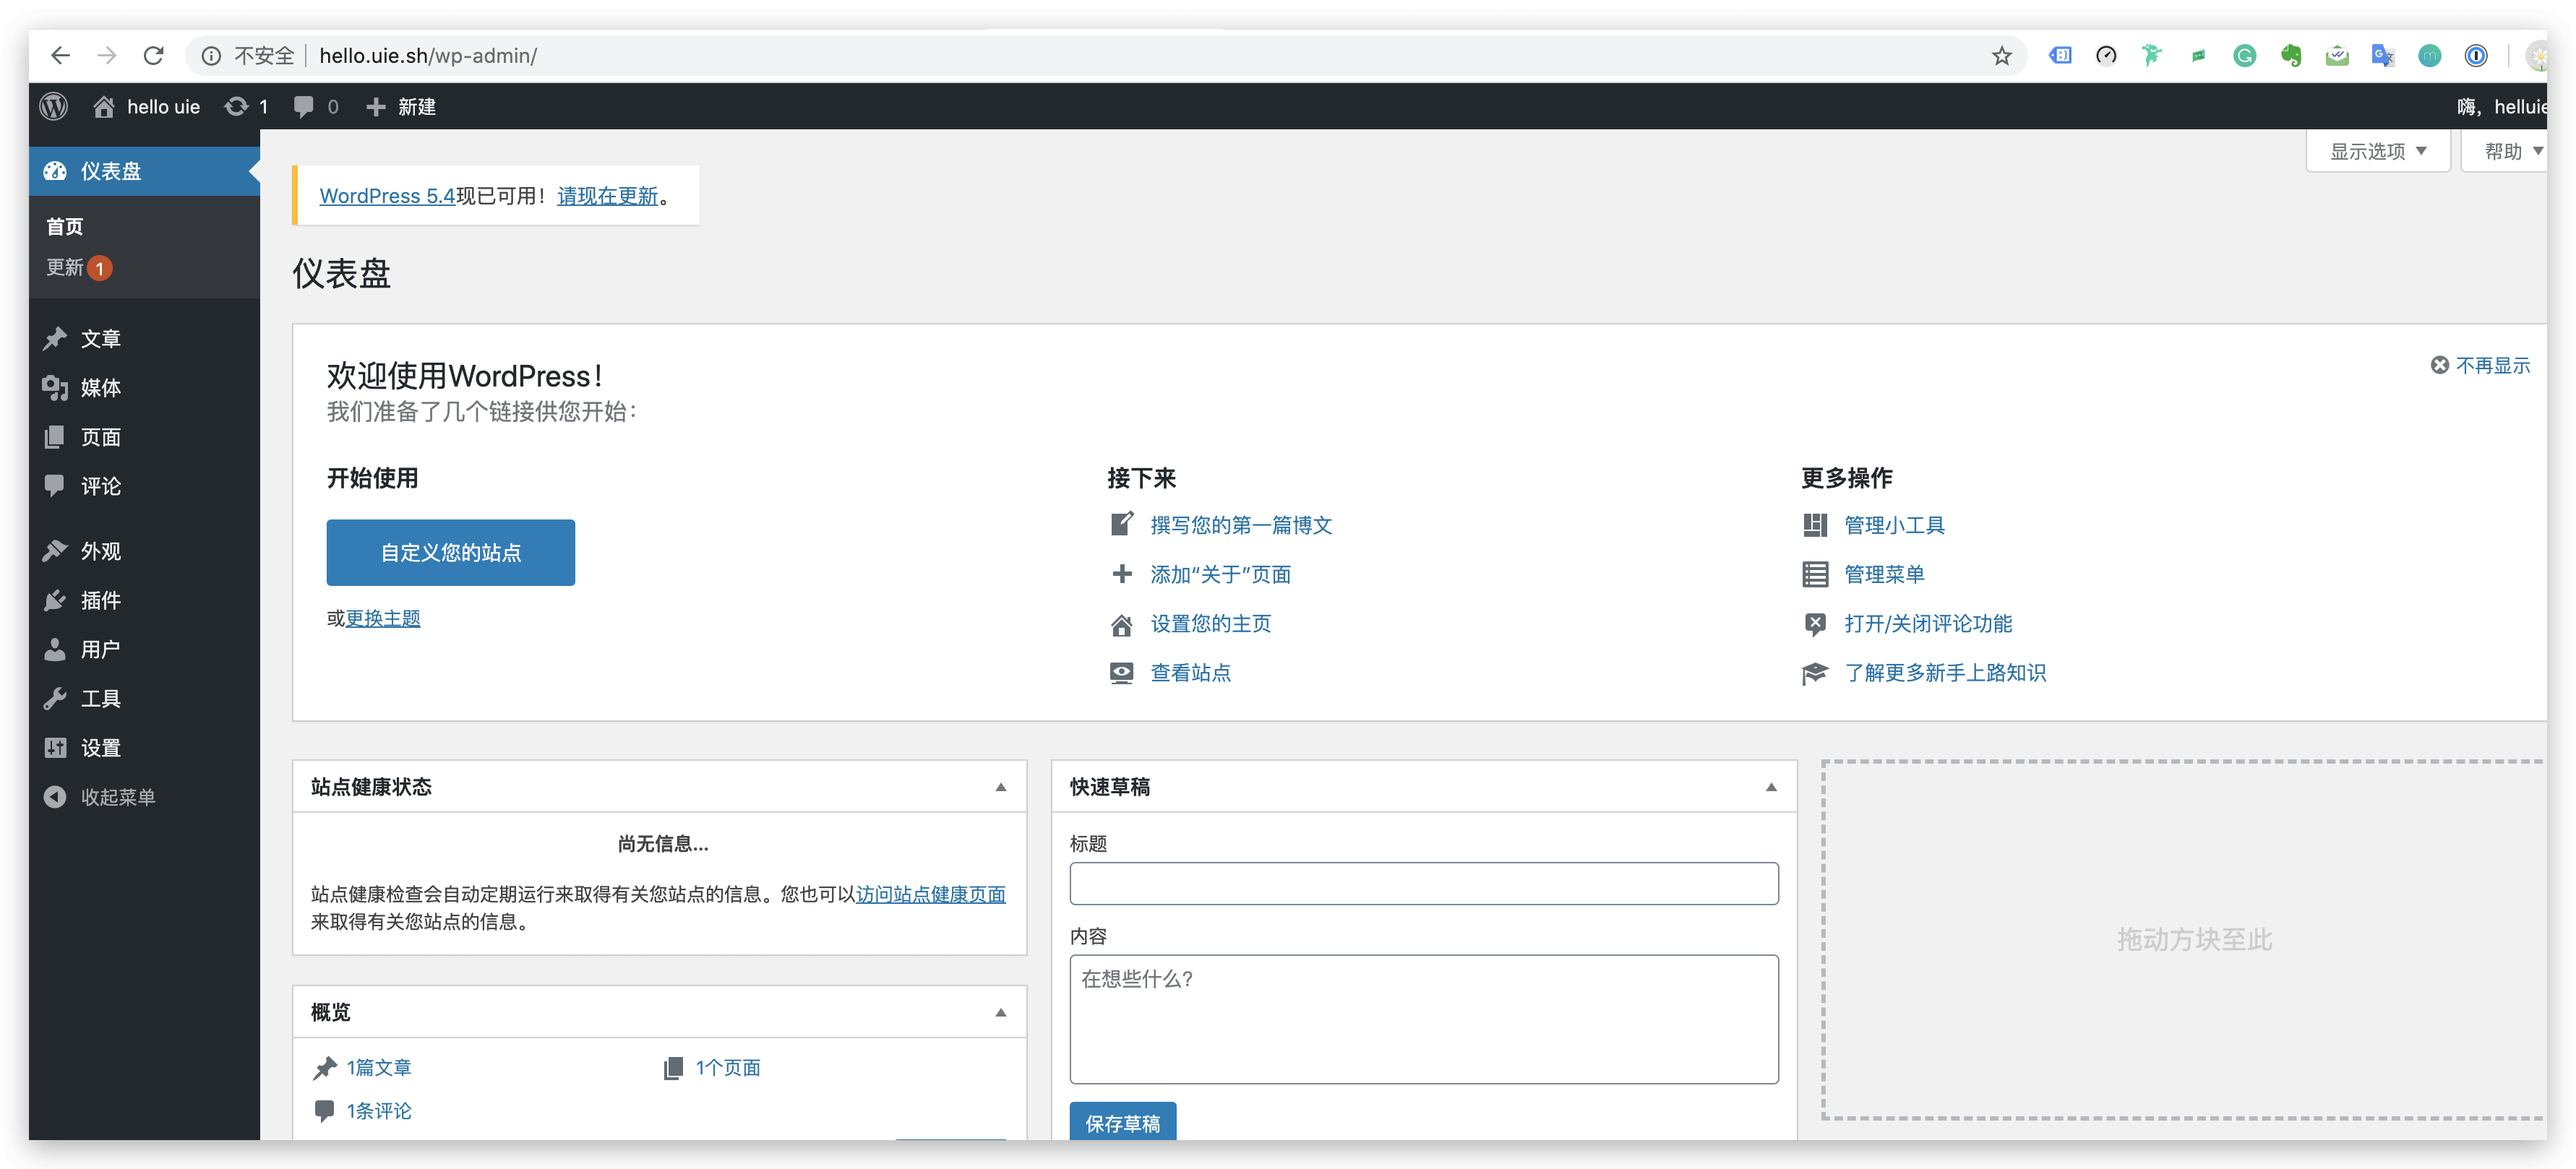 不安全 hello.uie.sh/wp-admin/
hello uie 1 0 新建 嗨，helluie
仪表盘
首页
更新 1
文章
媒体
页面
评论
外观
插件
用户
工具
设置
收起菜单
显示选项 帮助
WordPress 5.4现已可用！请现在更新。
仪表盘
欢迎使用WordPress！
我们准备了几个链接供您开始：
不再显示
开始使用
自定义您的站点
或更换主题
接下来
撰写您的第一篇博文
添加“关于”页面
设置您的主页
查看站点
更多操作
管理小工具
管理菜单
打开/关闭评论功能
了解更多新手上路知识
站点健康状态
尚无信息...
站点健康检查会自动定期运行来取得有关您站点的信息。您也可以访问站点健康页面
来取得有关您站点的信息。
概览
1篇文章 1个页面
1条评论
快速草稿
标题
内容
在想些什么？
保存草稿
拖动方块至此